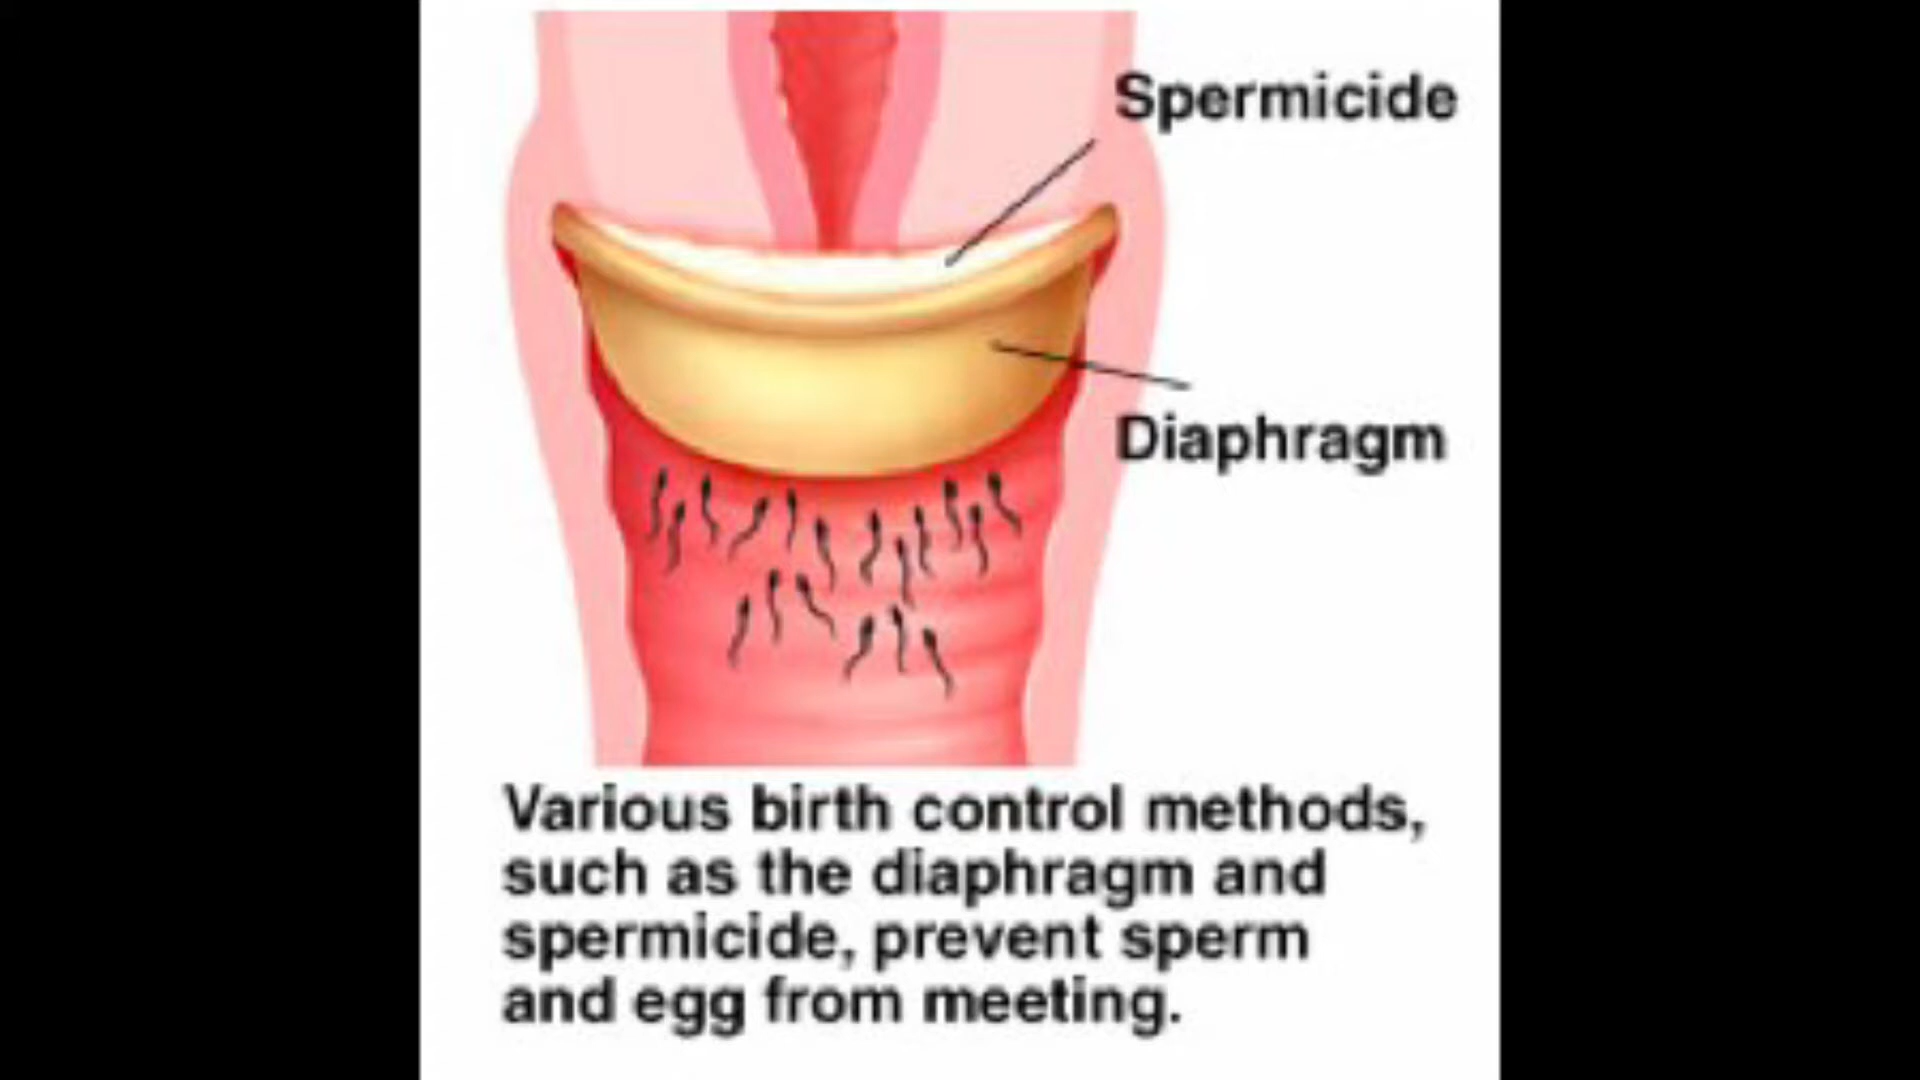 Spermicide
Diaphragm
Various birth control methods,
such as the diaphragm and
spermicide, prevent sperm
and egg from meeting.